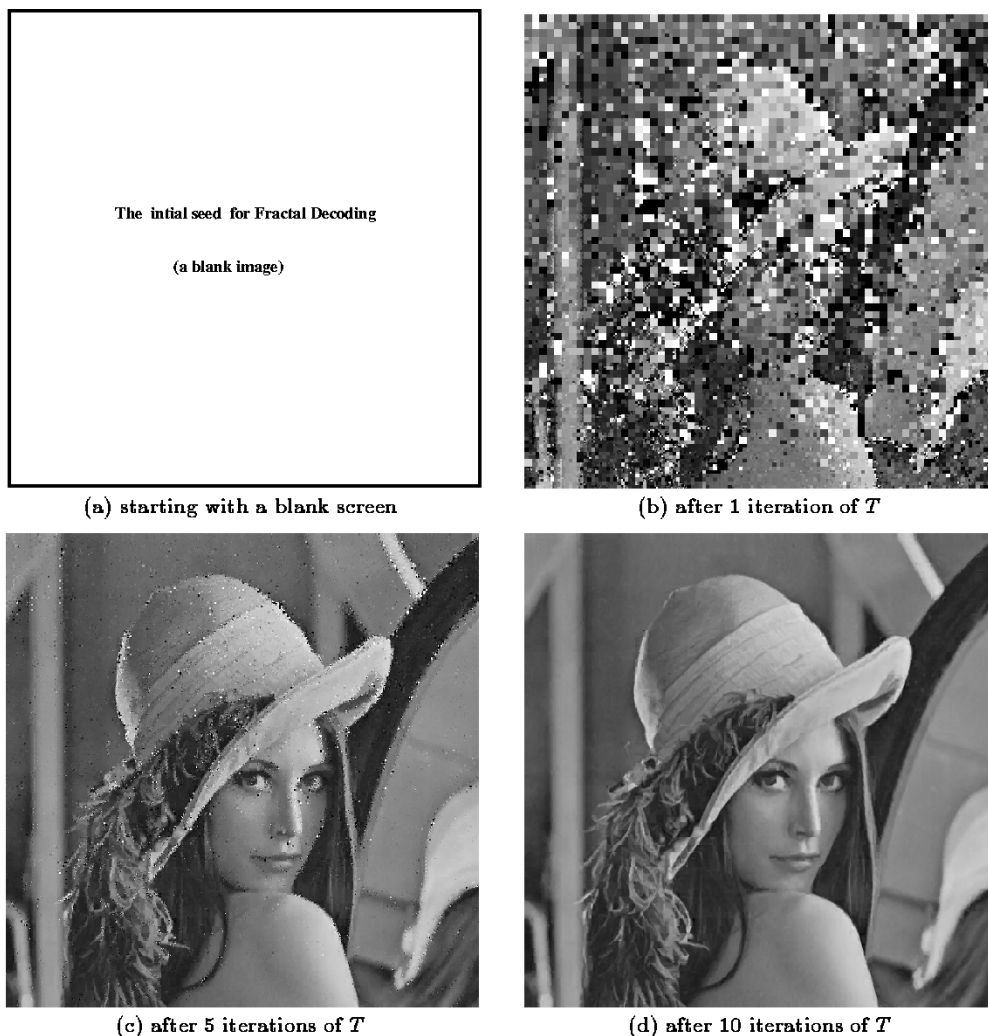 The intial seed for Fractal Decoding
(a blank image)
(a) starting with a blank screen
(b) after 1 iteration of T
(c) after 5 iterations of T
(d) after 10 iterations of T